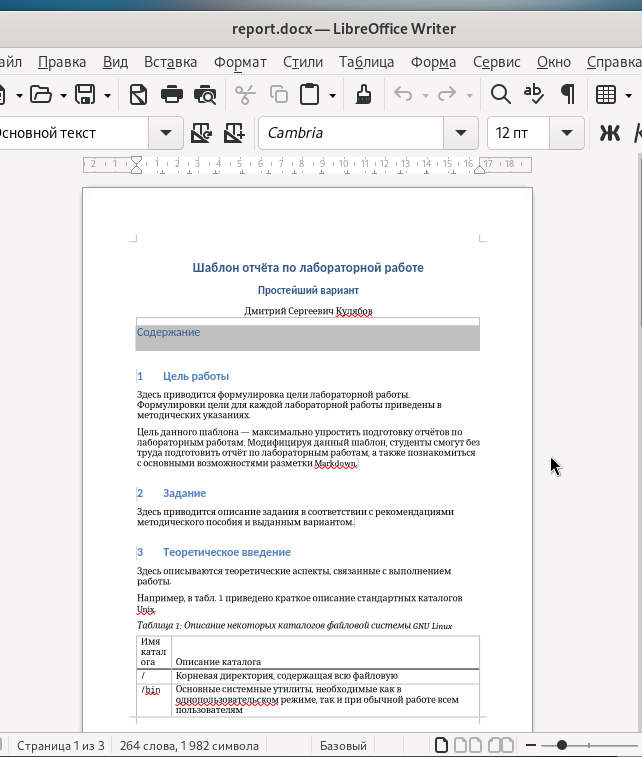 report.docx — LibreOffice Writer
айл Правка Вид Вставка Формат Стили Таблица Форма Сервис Окно Справка
основной текст Cambria 12 пт Ж К
2 1 1 2 3 4 5 6 7 8 9 10 11 12 13 14 15 16 17 18
Шаблон отчёта по лабораторной работе
Простейший вариант
Дмитрий Сергеевич Кулябов
Содержание
1 Цель работы
Здесь приводится формулировка цели лабораторной работы.
Формулировки цели для каждой лабораторной работы приведены в
методических указаниях.
Цель данного шаблона — максимально упростить подготовку отчётов по
лабораторным работам. Модифицируя данный шаблон, студенты смогут без
труда подготовить отчёт по лабораторным работам, а также познакомиться
с основными возможностями разметки Markdown.
2 Задание
Здесь приводится описание задания в соответствии с рекомендациями
методического пособия и выданным вариантом.
3 Теоретическое введение
Здесь описываются теоретические аспекты, связанные с выполнением
работы.
Например, в табл. 1 приведено краткое описание стандартных каталогов
Unix.
Таблица 1: Описание некоторых каталогов файловой системы GNU Linux
Имя
катал
ога Описание каталога
/ Корневая директория, содержащая всю файловую
/bin Основные системные утилиты, необходимые как в
однопользовательском режиме, так и при обычной работе всем
пользователям
Страница 1 из 3 264 слова, 1 982 символа Базовый